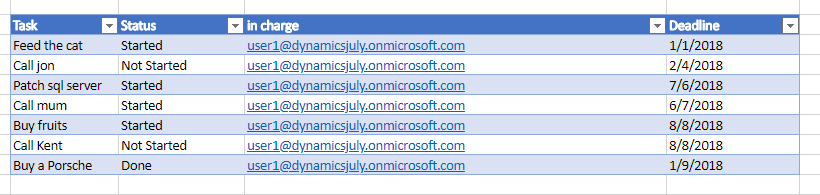 Task Status in charge Deadline
Feed the cat Started user1@dynamicsjuly.onmicrosoft.com 1/1/2018
Call jon Not Started user1@dynamicsjuly.onmicrosoft.com 2/4/2018
Patch sql server Started user1@dynamicsjuly.onmicrosoft.com 7/6/2018
Call mum Started user1@dynamicsjuly.onmicrosoft.com 6/7/2018
Buy fruits Started user1@dynamicsjuly.onmicrosoft.com 8/8/2018
Call Kent Not Started user1@dynamicsjuly.onmicrosoft.com 8/8/2018
Buy a Porsche Done user1@dynamicsjuly.onmicrosoft.com 1/9/2018